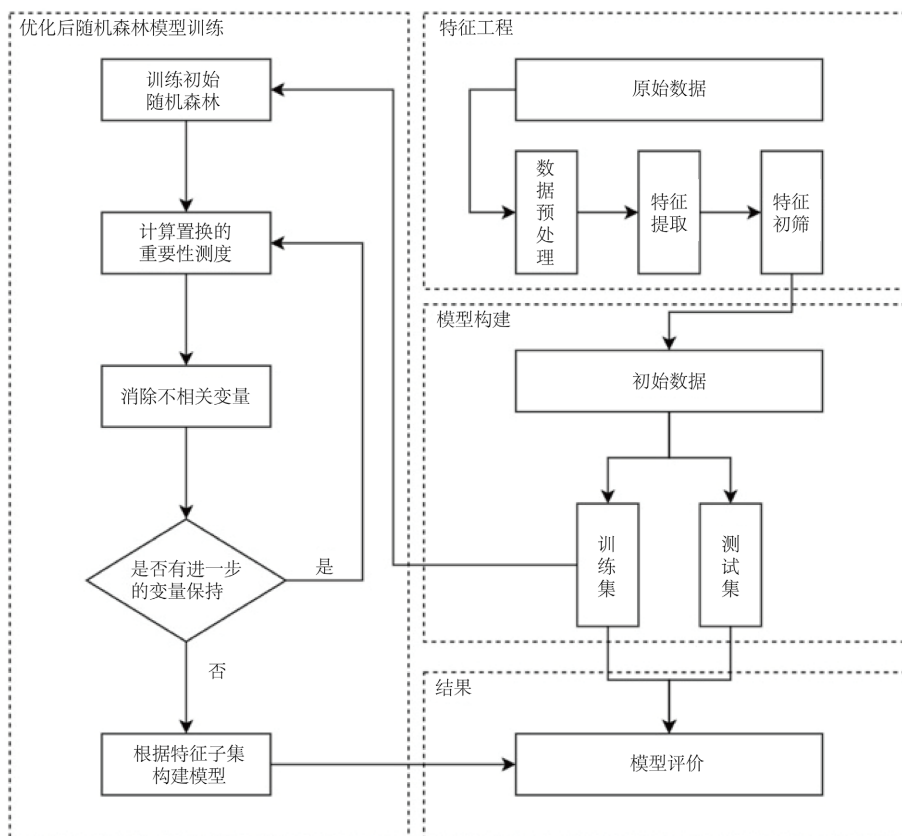 优化后随机森林模型训练
训练初始
随机森林
计算置换的
重要性测度
消除不相关变量
是否有进一步
的变量保持
是
否
根据特征子集
构建模型
特征工程
原始数据
数
据
预
处
理
特征
提取
特征
初筛
模型构建
初始数据
训
练
集
测
试
集
结果
模型评价